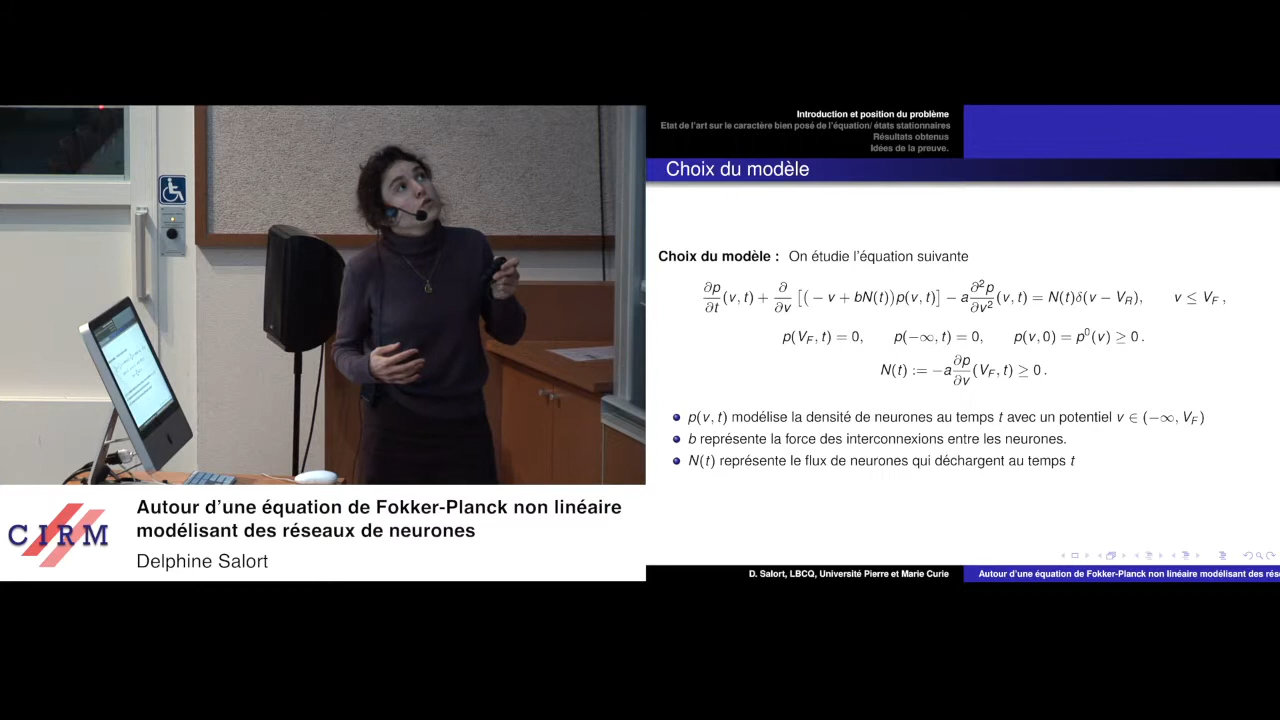 Introduction et position du problème
Etat de l'art sur le caractère bien posé de l'équation/ états stationnaires
Résultats obtenus
Idées de la preuve.
Choix du modèle
Choix du modèle : On étudie l'équation suivante
∂p/∂t (v, t) + ∂/∂v [(−v + bN(t))p(v, t)] − a ∂²p/∂v² (v, t) = N(t)δ(v − V_R), v ≤ V_F ,
p(V_F, t) = 0, p(−∞, t) = 0, p(v, 0) = p⁰(v) ≥ 0 .
N(t) := −a ∂p/∂v (V_F, t) ≥ 0 .
p(v, t) modélise la densité de neurones au temps t avec un potentiel v ∈ (−∞, V_F)
b représente la force des interconnexions entre les neurones.
N(t) représente le flux de neurones qui déchargent au temps t
D. Salort, LBCQ, Université Pierre et Marie Curie
Autour d'une équation de Fokker-Planck non linéaire modélisant des rés
CIRM
Autour d'une équation de Fokker-Planck non linéaire
modélisant des réseaux de neurones
Delphine Salort